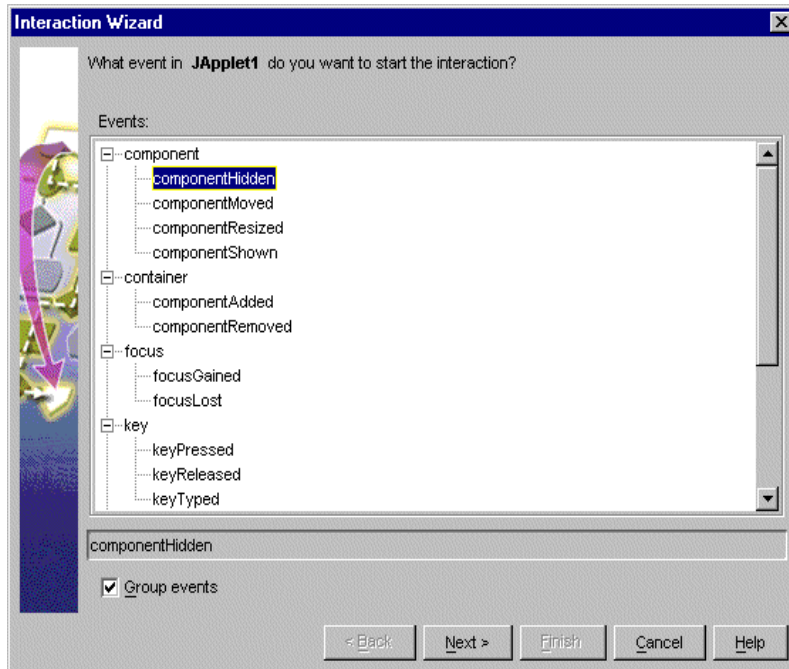 Interaction Wizard
What event in JApplet1 do you want to start the interaction?
Events:
component
componentHidden
componentMoved
componentResized
componentShown
container
componentAdded
componentRemoved
focus
focusGained
focusLost
key
keyPressed
keyReleased
keyTyped
componentHidden
Group events
< Back Next > Finish Cancel Help